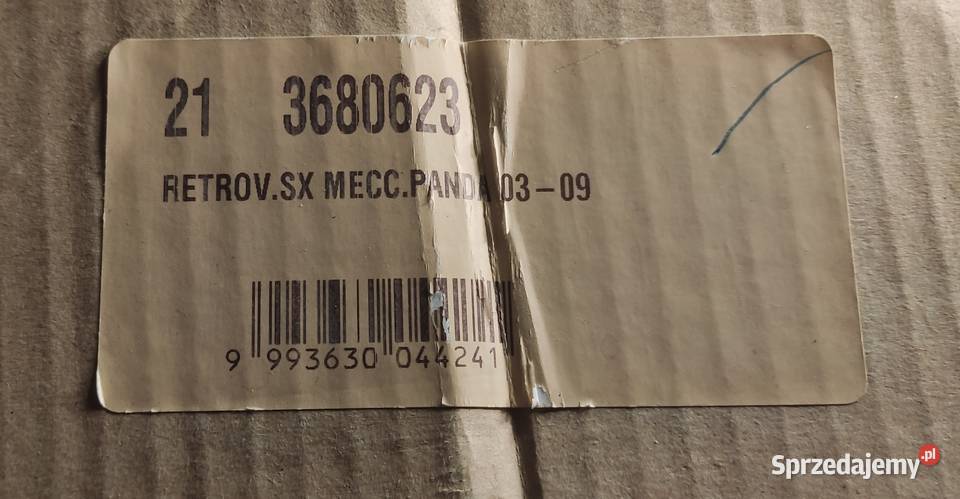 21 3680623
RETROV.SX MECC.PANDA 03-09
9 993630 044241
Sprzedajemy.pl